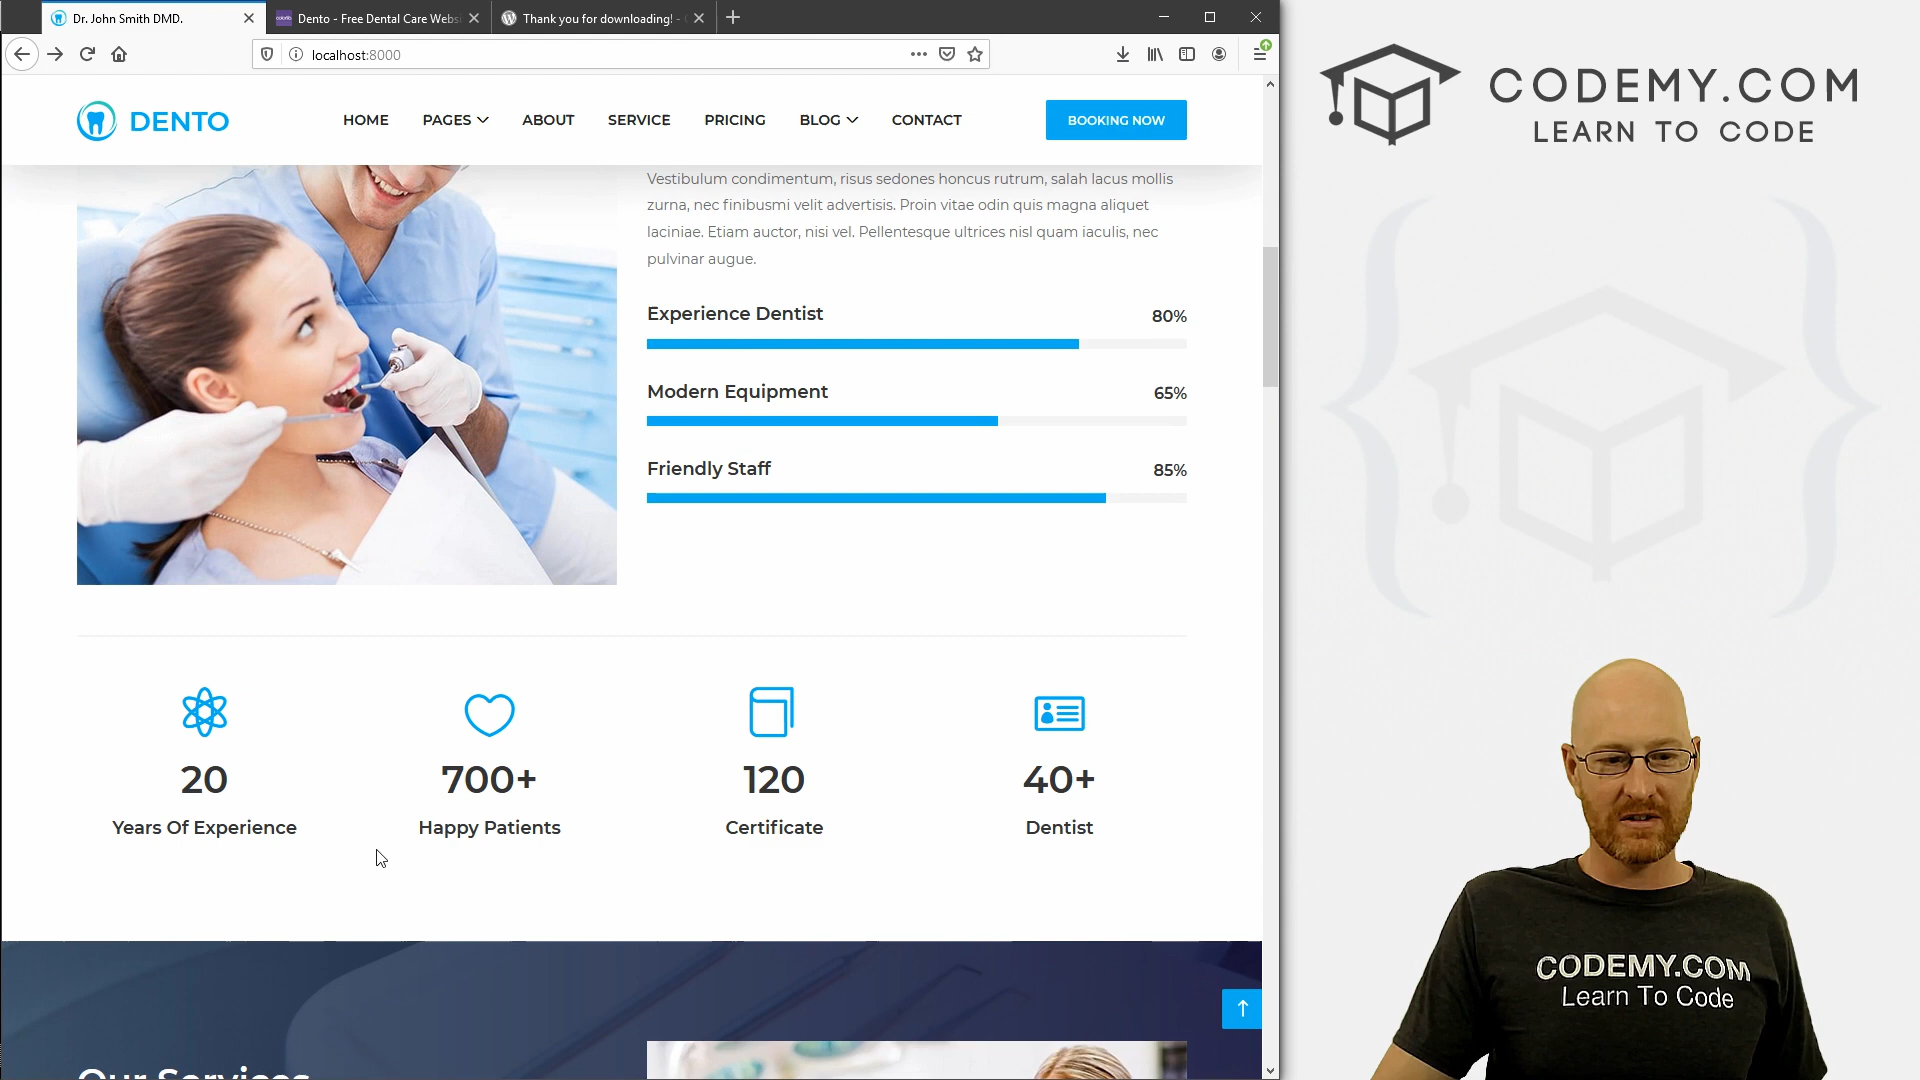 Dr. John Smith DMD.
Dento - Free Dental Care Websi
Thank you for downloading! -
localhost:8000
DENTO
HOME
PAGES
ABOUT
SERVICE
PRICING
BLOG
CONTACT
BOOKING NOW
Vestibulum condimentum, risus sedones honcus rutrum, salah lacus mollis
zurna, nec finibusmi velit advertisis. Proin vitae odin quis magna aliquet
laciniae. Etiam auctor, nisi vel. Pellentesque ultrices nisl quam iaculis, nec
pulvinar augue.
Experience Dentist
80%
Modern Equipment
65%
Friendly Staff
85%
20
Years Of Experience
700+
Happy Patients
120
Certificate
40+
Dentist
CODEMY.COM
LEARN TO CODE
CODEMY.COM
Learn To Code